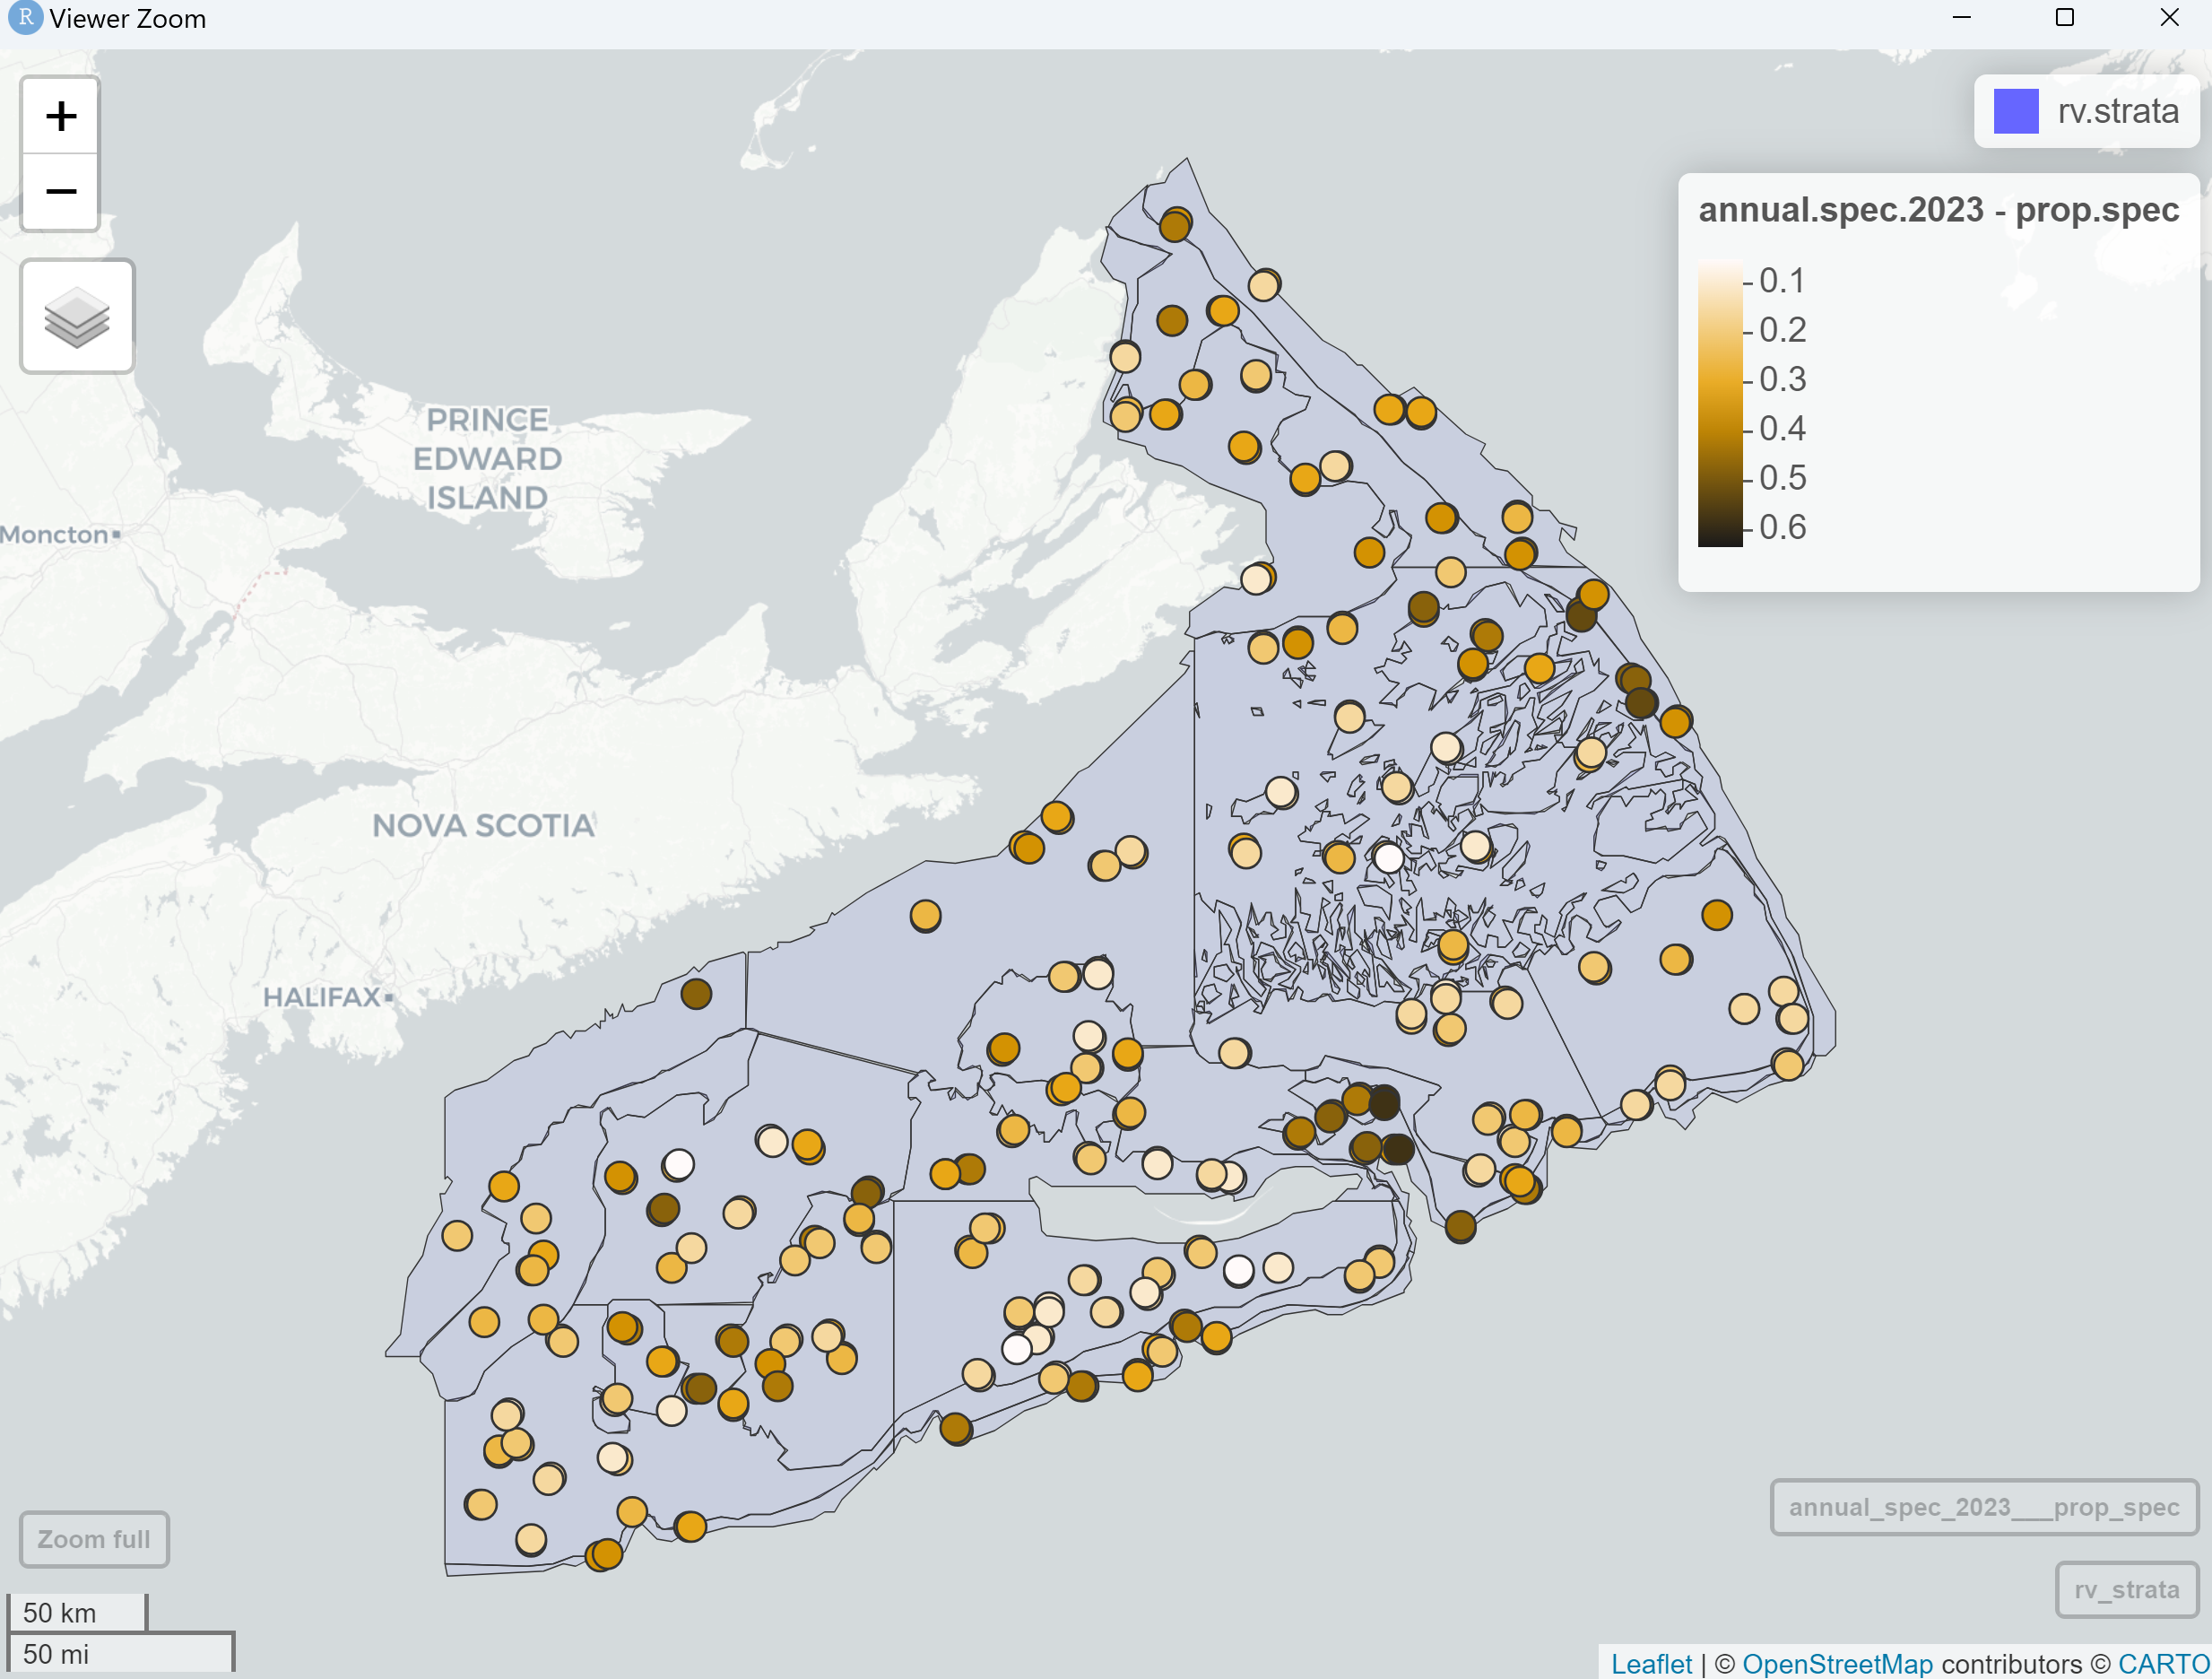 R Viewer Zoom
+
−
rv.strata
annual.spec.2023 - prop.spec
0.1
0.2
0.3
0.4
0.5
0.6
PRINCE
EDWARD
ISLAND
Moncton
NOVA SCOTIA
HALIFAX
annual_spec_2023___prop_spec
Zoom full
rv_strata
50 km
50 mi
Leaflet | © OpenStreetMap contributors © CARTO